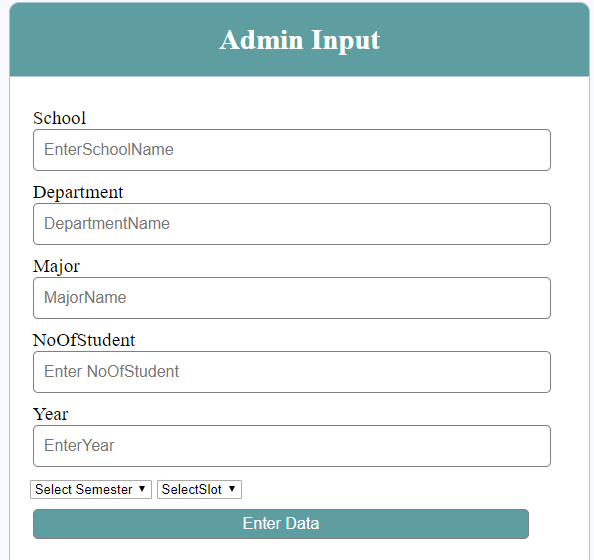 Admin Input
School
EnterSchoolName
Department
DepartmentName
Major
MajorName
NoOfStudent
Enter NoOfStudent
Year
EnterYear
Select Semester SelectSlot
Enter Data